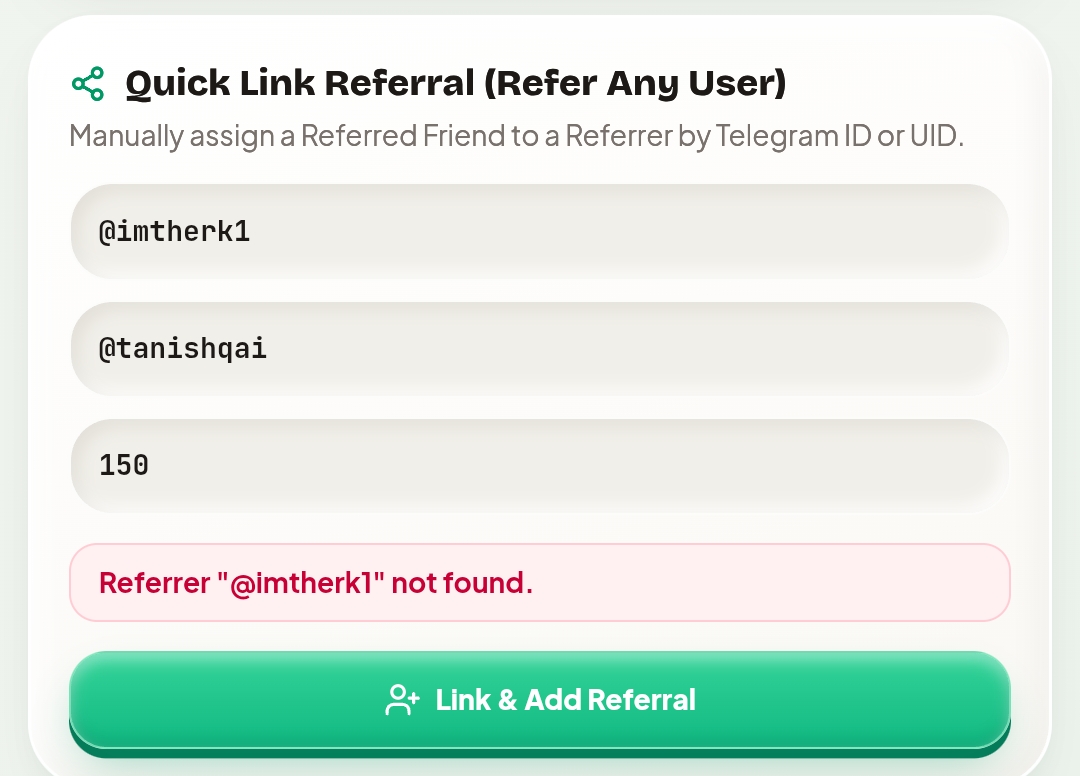 Quick Link Referral (Refer Any User)
Manually assign a Referred Friend to a Referrer by Telegram ID or UID.
@imtherk1
@tanishqai
150
Referrer "@imtherk1" not found.
Link & Add Referral